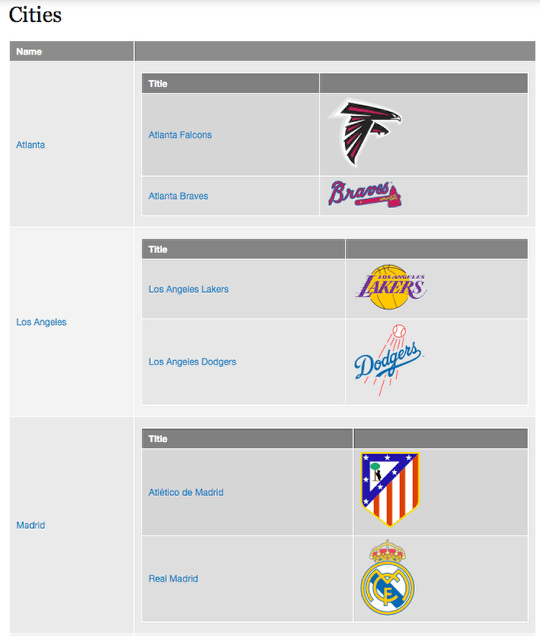 Cities
Name
Title
Atlanta
Atlanta Falcons
Atlanta Braves
Braves
Title
Los Angeles
Los Angeles Lakers
LOS ANGELES
LAKERS
Los Angeles Dodgers
Dodgers
Title
Madrid
Atlético de Madrid
Real Madrid